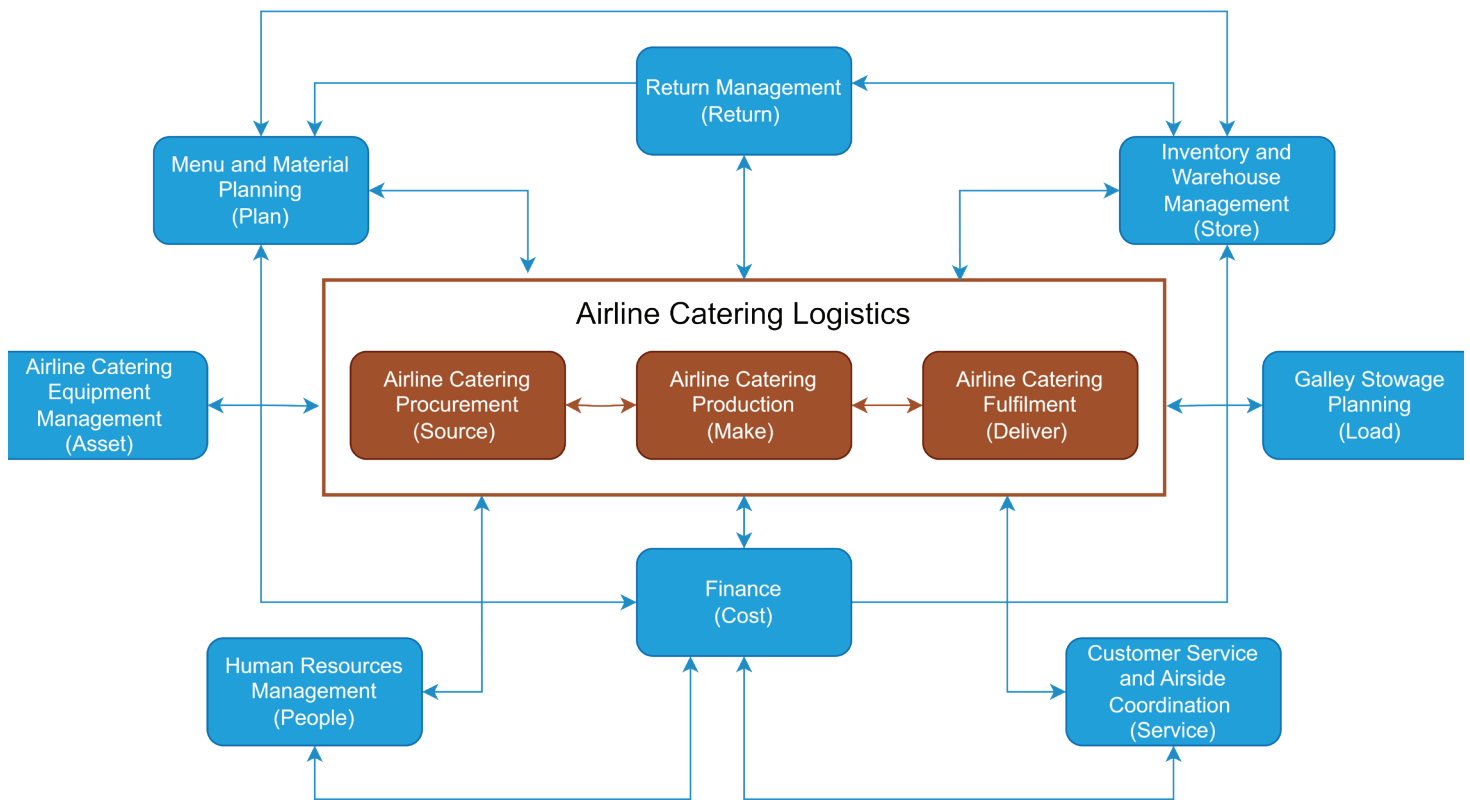 Return Management
(Return)
Menu and Material
Planning
(Plan)
Inventory and
Warehouse
Management
(Store)
Airline Catering Logistics
Airline Catering
Equipment
Management
(Asset)
Airline Catering
Procurement
(Source)
Airline Catering
Production
(Make)
Airline Catering
Fulfilment
(Deliver)
Galley Stowage
Planning
(Load)
Finance
(Cost)
Human Resources
Management
(People)
Customer Service
and Airside
Coordination
(Service)